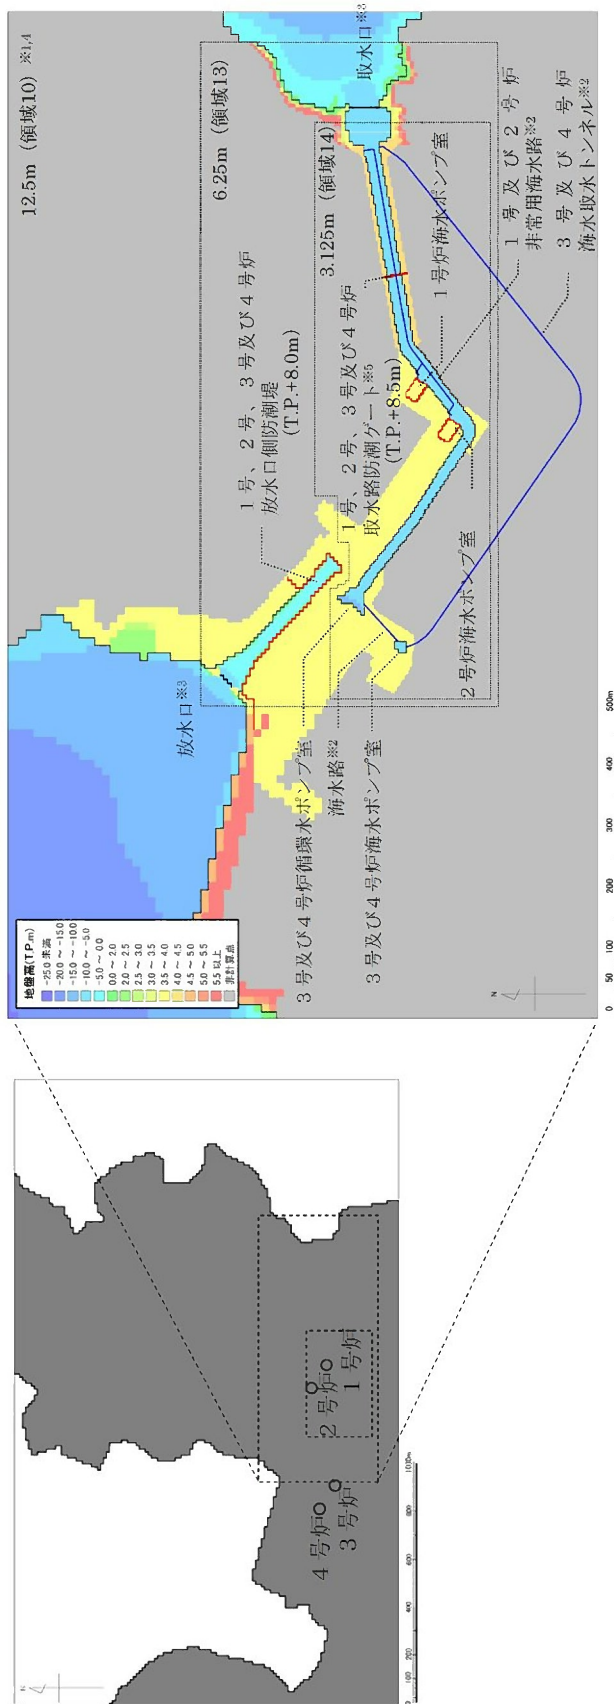 12.5m（領域10）※1,4
6.25m（領域13）
3.125m（領域14）
取水口※3
1号、2号、3号及び4号炉
放水口側防潮堤
(T.P.+8.0m)
1号、2号、3号及び4号炉
取水路防潮ゲート※5
(T.P.+8.5m)
1号炉海水ポンプ室
1号及び2号炉
非常用海水路※2
3号及び4号炉
海水取水トンネル※2
放水口※3
2号炉海水ポンプ室
3号及び4号炉循環水ポンプ室
海水路※2
3号及び4号炉海水ポンプ室
地盤高(T.P.m)
-25.0 未満
-20.0 ～ -15.0
-15.0 ～ -10.0
-10.0 ～ -5.0
-5.0 ～ 0.0
0.0 ～ 2.0
2.0 ～ 2.5
2.5 ～ 3.0
3.0 ～ 3.5
3.5 ～ 4.0
4.0 ～ 4.5
4.5 ～ 5.0
5.0 ～ 5.5
5.5 以上
非計算点
N
0 50 100 200 300 400 500m
4号炉
3号炉
2号炉
1号炉
N
0 100 200 400 600 800 1000m